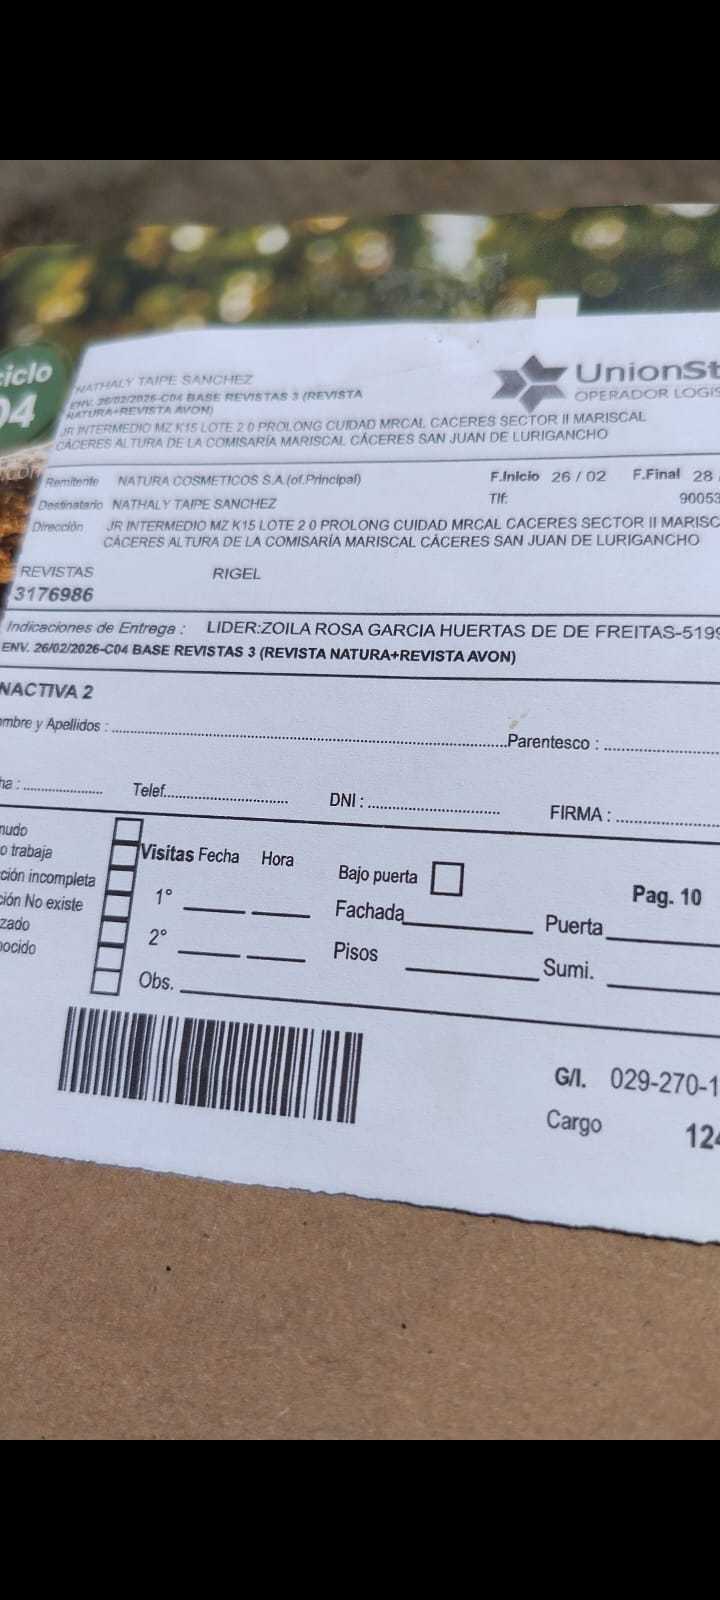 ciclo
04
NATHALY TAIPE SANCHEZ
ENV. 26/02/2026-C04 BASE REVISTAS 3 (REVISTA
NATURA+REVISTA AVON)
JR INTERMEDIO MZ K15 LOTE 2 0 PROLONG CUIDAD MRCAL CACERES SECTOR II MARISCAL
CÁCERES ALTURA DE LA COMISARÍA MARISCAL CÁCERES SAN JUAN DE LURIGANCHO
UnionSt
OPERADOR LOGIS
Remitente NATURA COSMETICOS S.A.(of.Principal) F.Inicio 26 / 02 F.Final 28
Destinatario NATHALY TAIPE SANCHEZ Tlf: 90053
Dirección JR INTERMEDIO MZ K15 LOTE 2 0 PROLONG CUIDAD MRCAL CACERES SECTOR II MARISC
CÁCERES ALTURA DE LA COMISARÍA MARISCAL CÁCERES SAN JUAN DE LURIGANCHO
REVISTAS RIGEL
3176986
Indicaciones de Entrega : LIDER:ZOILA ROSA GARCIA HUERTAS DE DE FREITAS-5199
ENV. 26/02/2026-C04 BASE REVISTAS 3 (REVISTA NATURA+REVISTA AVON)
NACTIVA 2
ombre y Apellidos : Parentesco :
ha : Telef. DNI : FIRMA :
mudo
o trabaja
ción incompleta
ción No existe
zado
nocido
Visitas Fecha Hora
1°
2°
Obs.
Bajo puerta
Fachada Puerta
Pisos Sumi.
Pag. 10
G/I. 029-270-1
Cargo 124